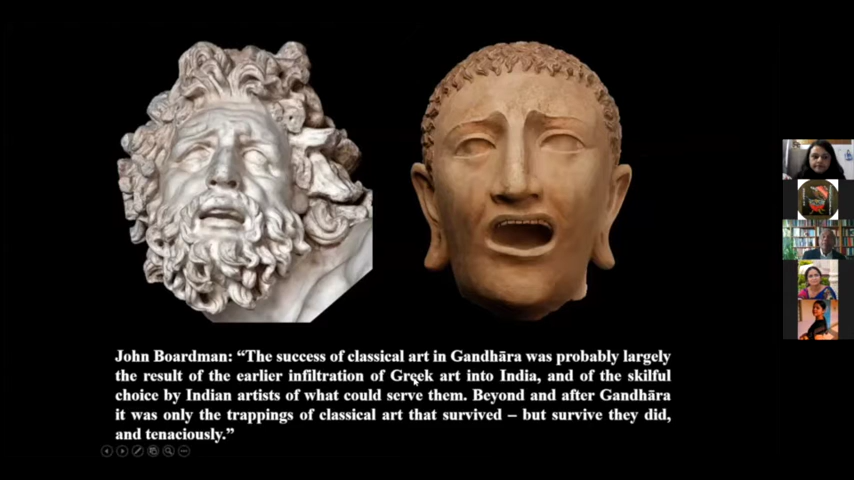 John Boardman: “The success of classical art in Gandhāra was probably largely
the result of the earlier infiltration of Greek art into India, and of the skilful
choice by Indian artists of what could serve them. Beyond and after Gandhāra
it was only the trappings of classical art that survived – but survive they did,
and tenaciously.”